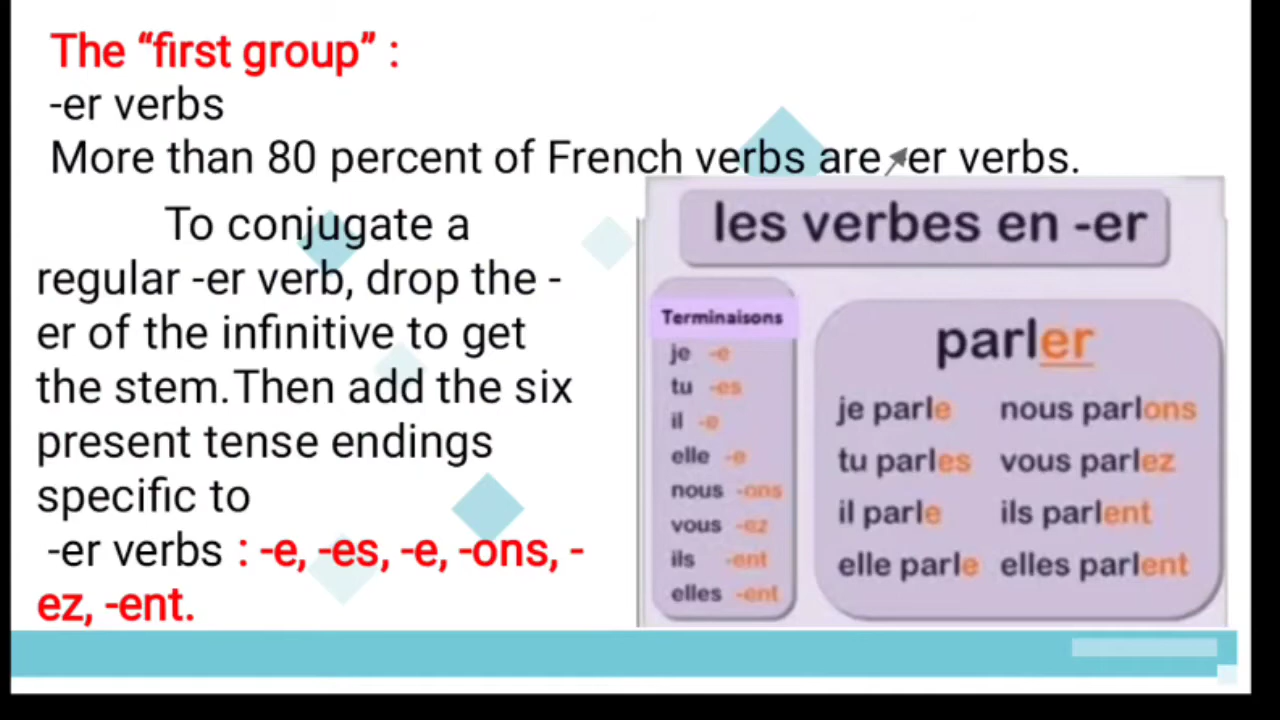 The “first group” :
-er verbs
More than 80 percent of French verbs are -er verbs.
To conjugate a
regular -er verb, drop the -
er of the infinitive to get
the stem.Then add the six
present tense endings
specific to
-er verbs : -e, -es, -e, -ons, -
ez, -ent.
les verbes en -er
Terminaisons
je -e
tu -es
il -e
elle -e
nous -ons
vous -ez
ils -ent
elles -ent
parler
je parle nous parlons
tu parles vous parlez
il parle ils parlent
elle parle elles parlent